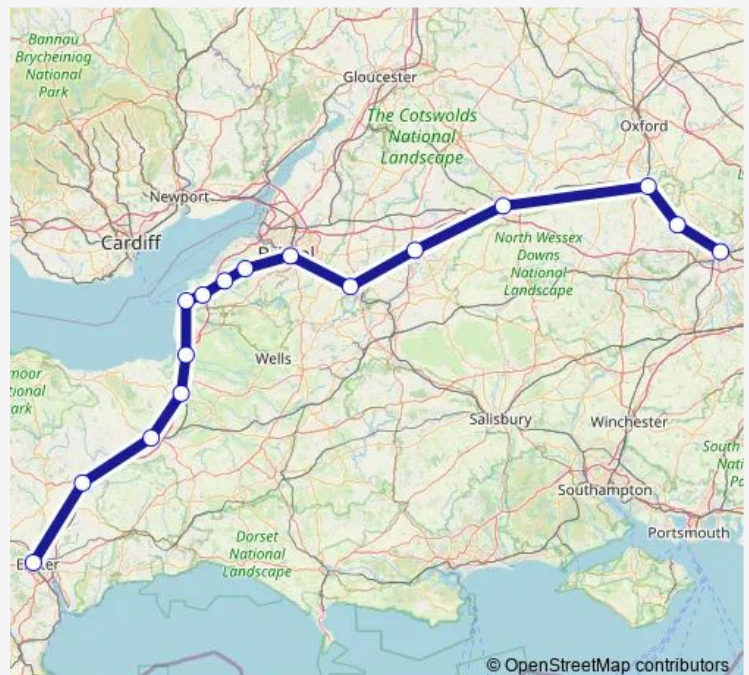 Bannau
Brycheiniog
National
Park
Gloucester
The Cotswolds
National
Landscape
Oxford
Newport
Cardiff
North Wessex
Downs
National
Landscape
Wells
Salisbury
Winchester
Southampton
Portsmouth
Dorset
National
Landscape
© OpenStreetMap contributors